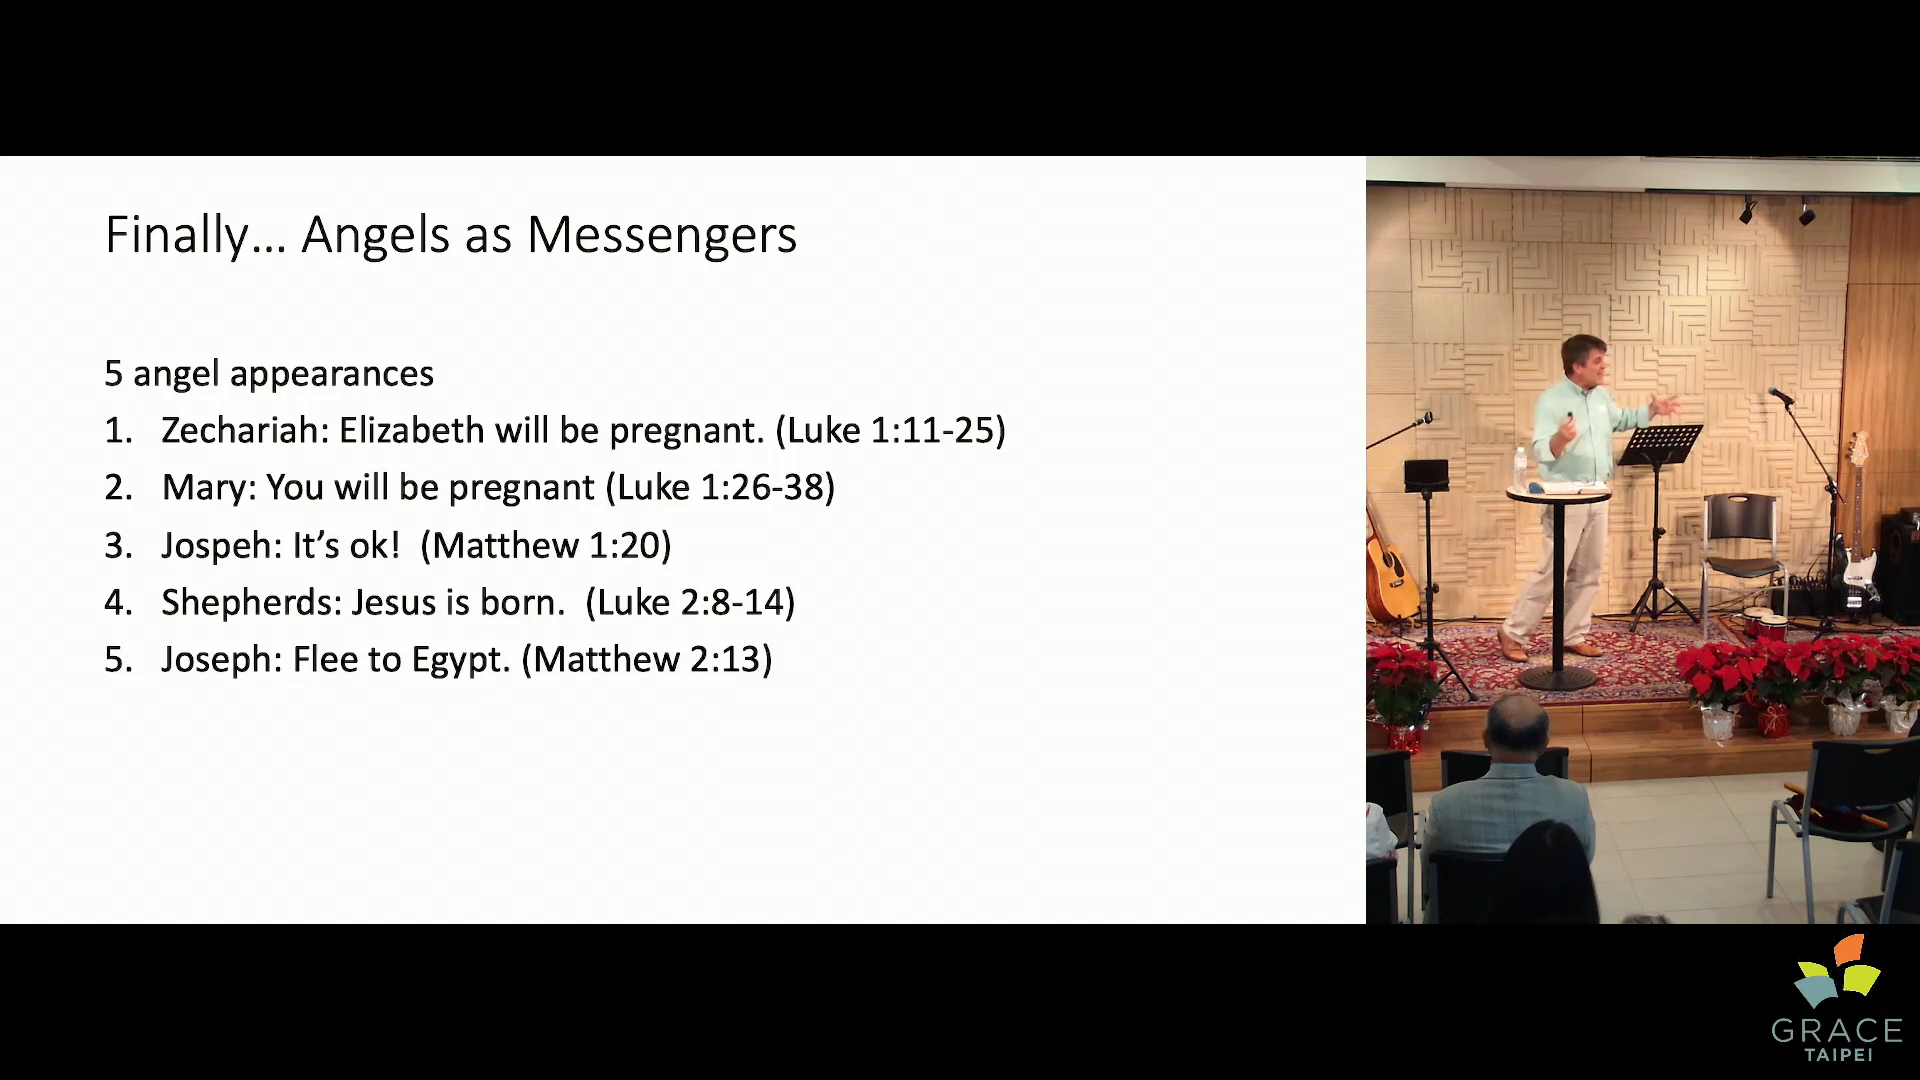 Finally... Angels as Messengers
5 angel appearances
1. Zechariah: Elizabeth will be pregnant. (Luke 1:11-25)
2. Mary: You will be pregnant (Luke 1:26-38)
3. Jospeh: It’s ok!  (Matthew 1:20)
4. Shepherds: Jesus is born.  (Luke 2:8-14)
5. Joseph: Flee to Egypt. (Matthew 2:13)
GRACE
TAIPEI